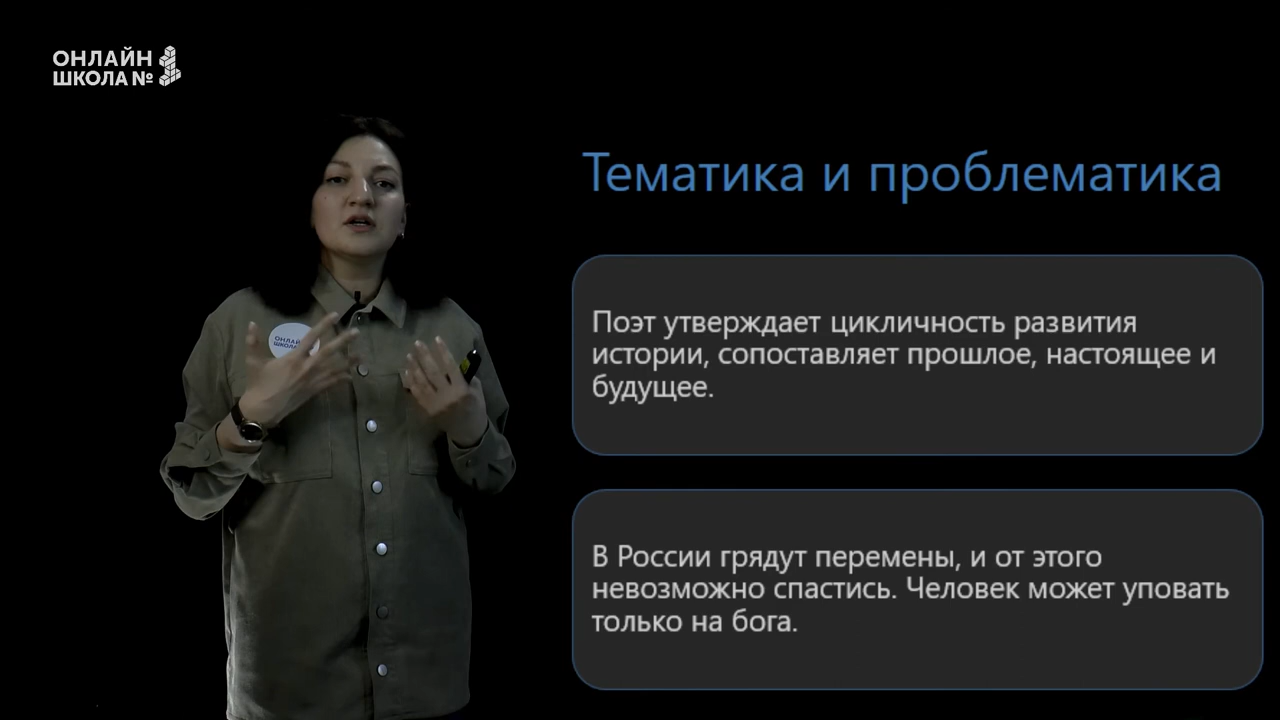 ОНЛАЙН
ШКОЛА №
Тематика и проблематика
Поэт утверждает цикличность развития
истории, сопоставляет прошлое, настоящее и
будущее.
В России грядут перемены, и от этого
невозможно спастись. Человек может уповать
только на бога.